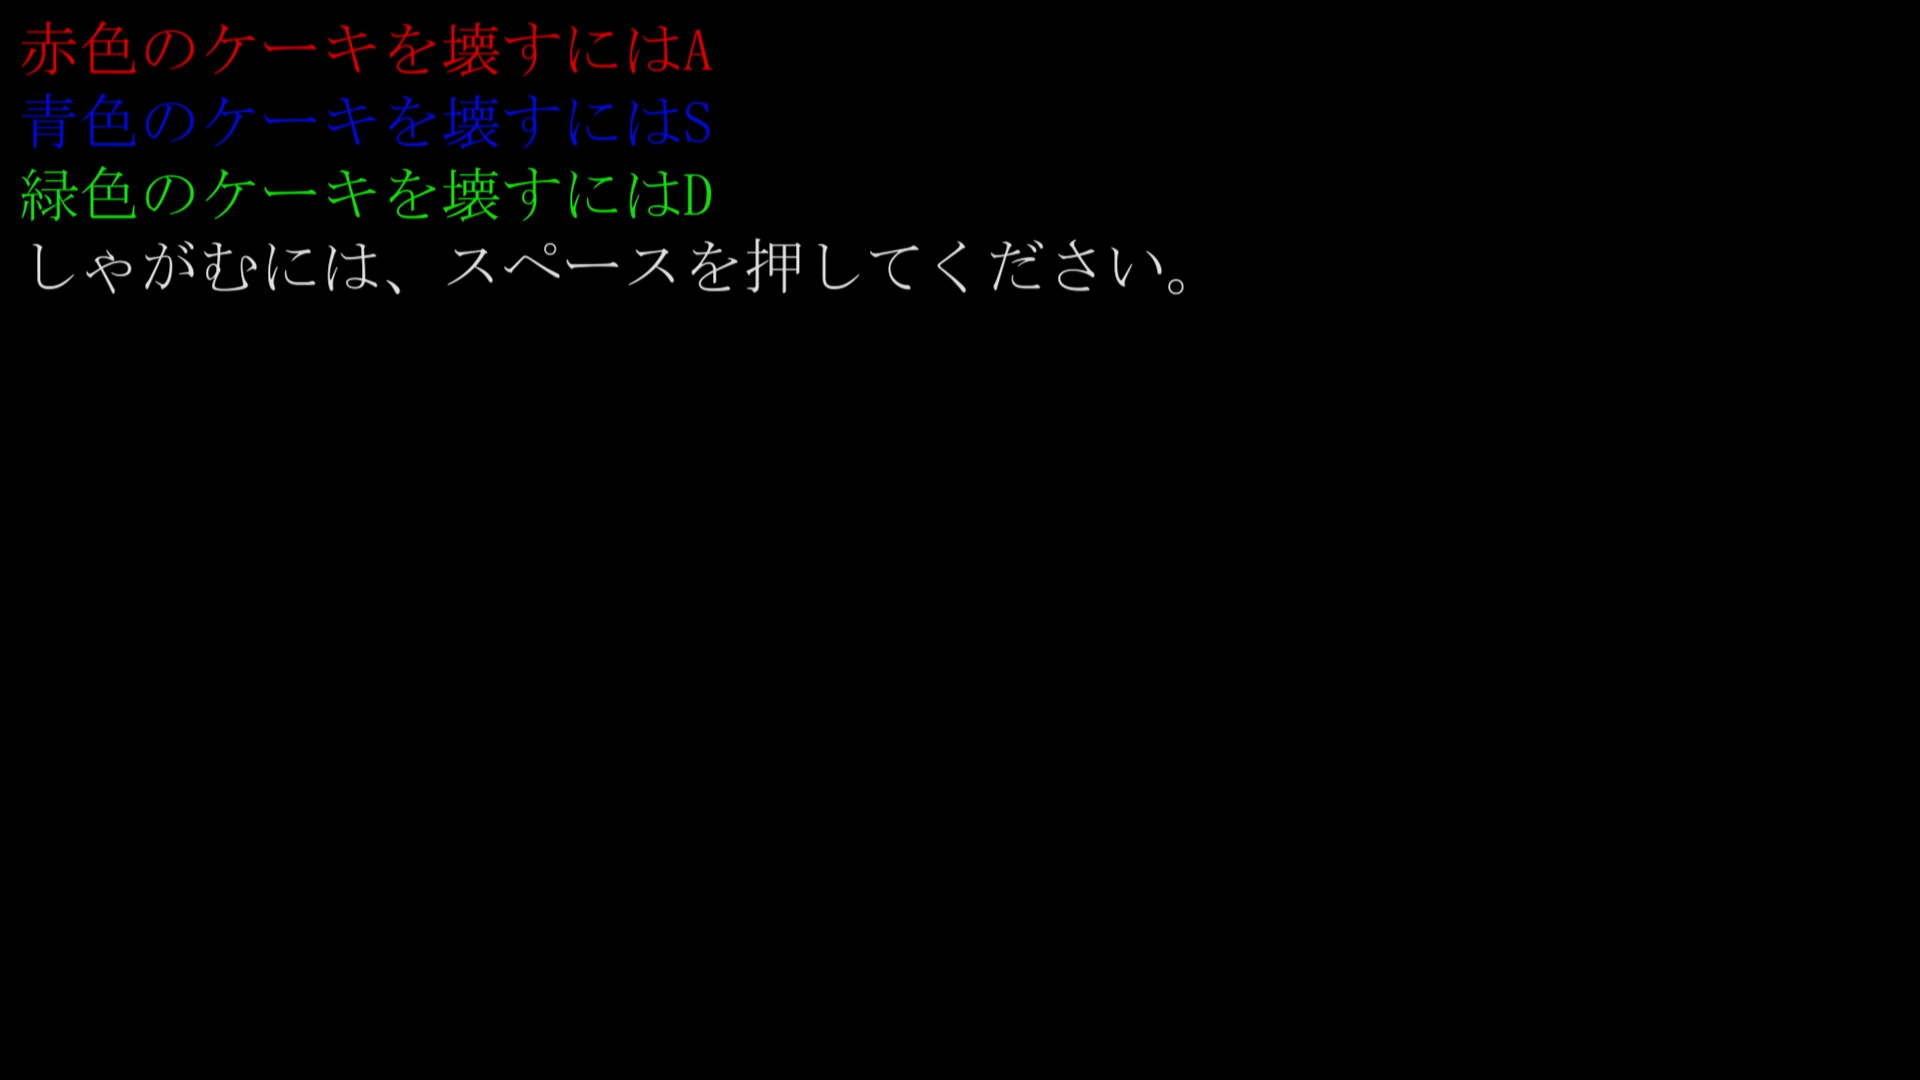 赤色のケーキを壊すにはA
青色のケーキを壊すにはS
緑色のケーキを壊すにはD
しゃがむには、スペースを押してください。